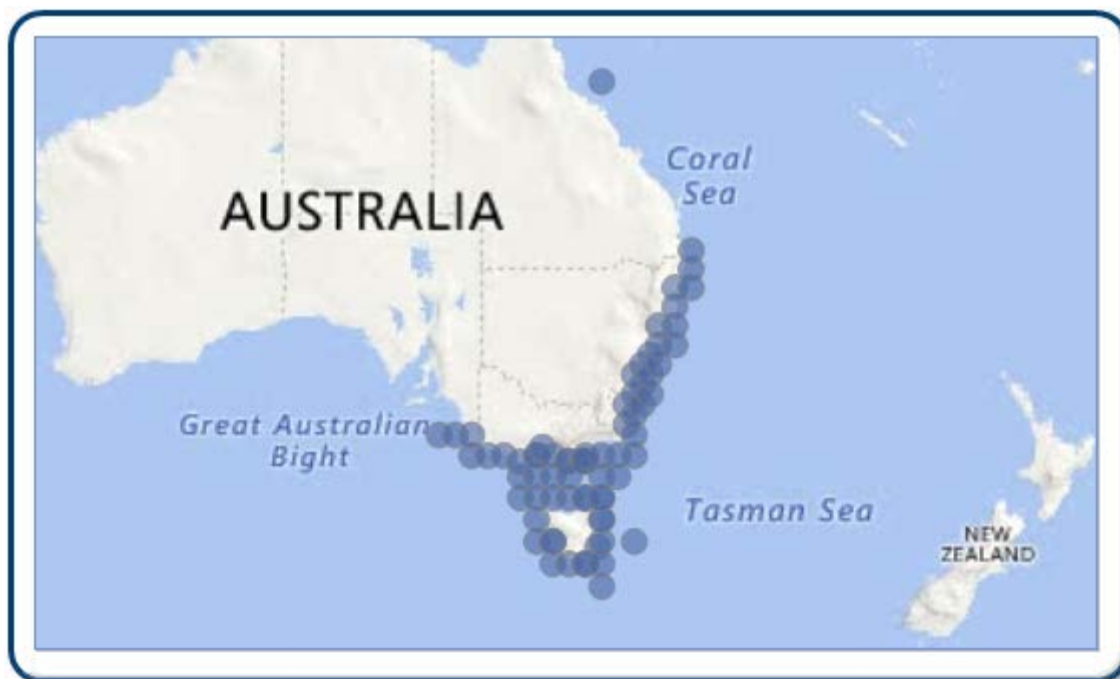 Coral
Sea
AUSTRALIA
Great Australian
Bight
Tasman Sea
NEW
ZEALAND